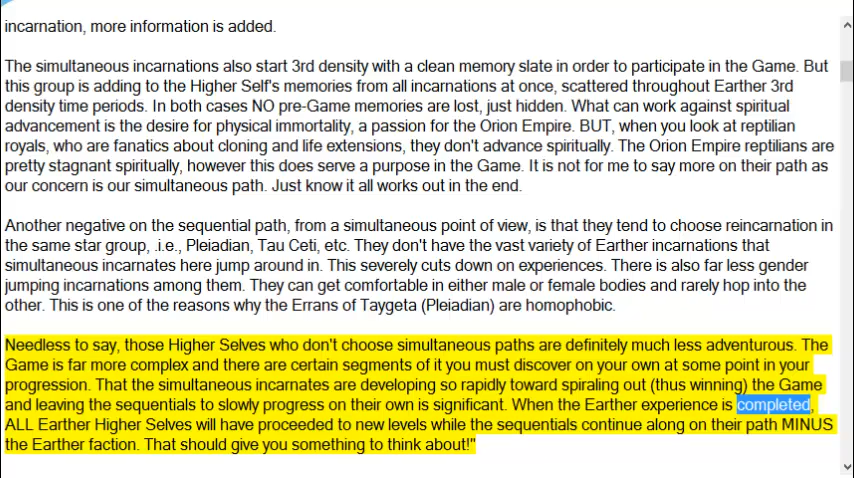 incarnation, more information is added.
The simultaneous incarnations also start 3rd density with a clean memory slate in order to participate in the Game. But
this group is adding to the Higher Self's memories from all incarnations at once, scattered throughout Earther 3rd
density time periods. In both cases NO pre-Game memories are lost, just hidden. What can work against spiritual
advancement is the desire for physical immortality, a passion for the Orion Empire. BUT, when you look at reptilian
royals, who are fanatics about cloning and life extensions, they don't advance spiritually. The Orion Empire reptilians are
pretty stagnant spiritually, however this does serve a purpose in the Game. It is not for me to say more on their path as
our concern is our simultaneous path. Just know it all works out in the end.
Another negative on the sequential path, from a simultaneous point of view, is that they tend to choose reincarnation in
the same star group, .i.e., Pleiadian, Tau Ceti, etc. They don't have the vast variety of Earther incarnations that
simultaneous incarnates here jump around in. This severely cuts down on experiences. There is also far less gender
jumping incarnations among them. They can get comfortable in either male or female bodies and rarely hop into the
other. This is one of the reasons why the Errans of Taygeta (Pleiadian) are homophobic.
Needless to say, those Higher Selves who don't choose simultaneous paths are definitely much less adventurous. The
Game is far more complex and there are certain segments of it you must discover on your own at some point in your
progression. That the simultaneous incarnates are developing so rapidly toward spiraling out (thus winning) the Game
and leaving the sequentials to slowly progress on their own is significant. When the Earther experience is completed,
ALL Earther Higher Selves will have proceeded to new levels while the sequentials continue along on their path MINUS
the Earther faction. That should give you something to think about!"